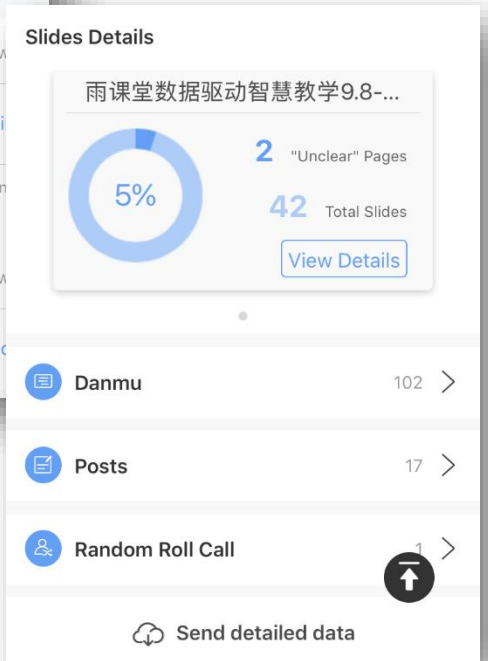 Slides Details
雨课堂数据驱动智慧教学9.8-...
5%
2 "Unclear" Pages
42 Total Slides
View Details
Danmu 102
Posts 17
Random Roll Call 1
Send detailed data